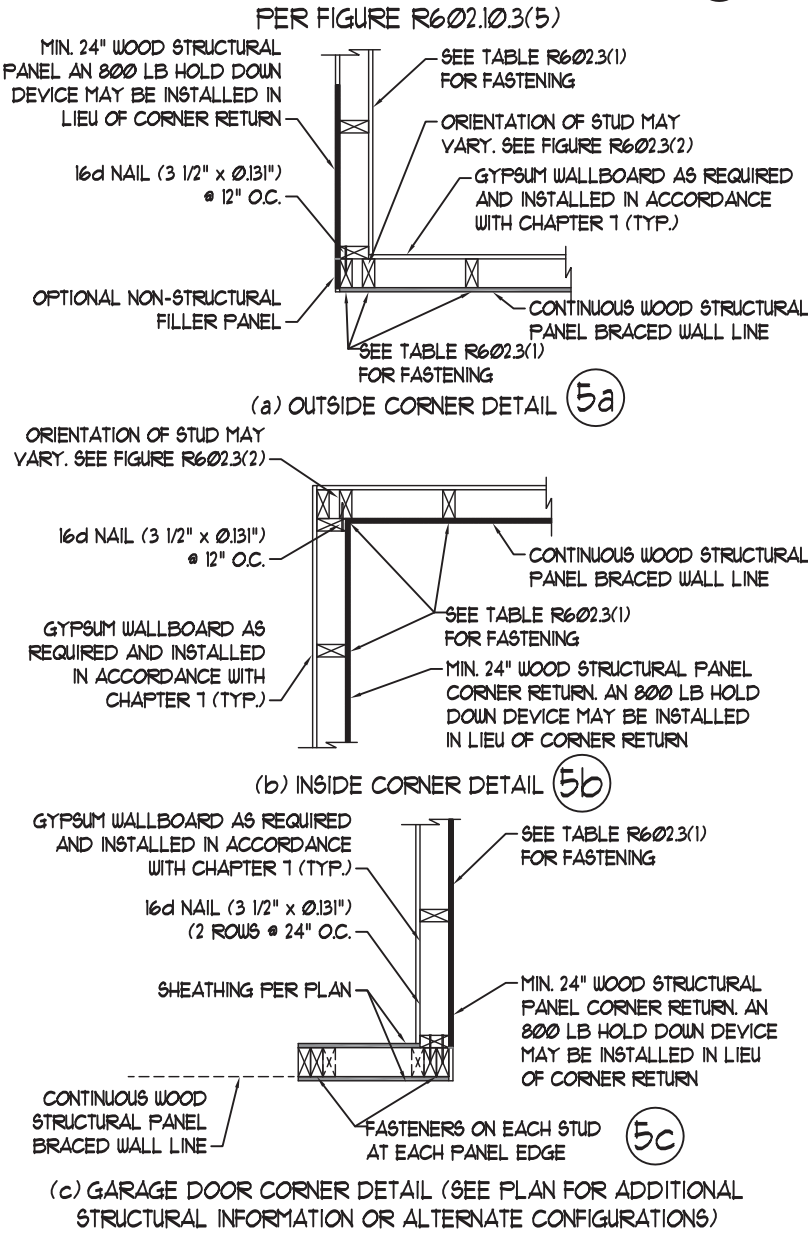 PER FIGURE R602.10.3(5)
MIN. 24" WOOD STRUCTURAL
PANEL AN 800 LB HOLD DOWN
DEVICE MAY BE INSTALLED IN
LIEU OF CORNER RETURN
SEE TABLE R602.3(1)
FOR FASTENING
ORIENTATION OF STUD MAY
VARY. SEE FIGURE R602.3(2)
16d NAIL (3 1/2" x Ø.131")
@ 12" O.C.
GYPSUM WALLBOARD AS REQUIRED
AND INSTALLED IN ACCORDANCE
WITH CHAPTER 7 (TYP.)
OPTIONAL NON-STRUCTURAL
FILLER PANEL
CONTINUOUS WOOD STRUCTURAL
PANEL BRACED WALL LINE
SEE TABLE R602.3(1)
FOR FASTENING
(a) OUTSIDE CORNER DETAIL 5a
ORIENTATION OF STUD MAY
VARY. SEE FIGURE R602.3(2)
16d NAIL (3 1/2" x Ø.131")
@ 12" O.C.
CONTINUOUS WOOD STRUCTURAL
PANEL BRACED WALL LINE
SEE TABLE R602.3(1)
FOR FASTENING
GYPSUM WALLBOARD AS
REQUIRED AND INSTALLED
IN ACCORDANCE WITH
CHAPTER 7 (TYP.)
MIN. 24" WOOD STRUCTURAL PANEL
CORNER RETURN. AN 800 LB HOLD
DOWN DEVICE MAY BE INSTALLED
IN LIEU OF CORNER RETURN
(b) INSIDE CORNER DETAIL 5b
GYPSUM WALLBOARD AS REQUIRED
AND INSTALLED IN ACCORDANCE
WITH CHAPTER 7 (TYP.)
SEE TABLE R602.3(1)
FOR FASTENING
16d NAIL (3 1/2" x Ø.131")
(2 ROWS @ 24" O.C.
SHEATHING PER PLAN
MIN. 24" WOOD STRUCTURAL
PANEL CORNER RETURN. AN
800 LB HOLD DOWN DEVICE
MAY BE INSTALLED IN LIEU
OF CORNER RETURN
CONTINUOUS WOOD
STRUCTURAL PANEL
BRACED WALL LINE
FASTENERS ON EACH STUD
AT EACH PANEL EDGE
5c
(c) GARAGE DOOR CORNER DETAIL (SEE PLAN FOR ADDITIONAL
STRUCTURAL INFORMATION OR ALTERNATE CONFIGURATIONS)